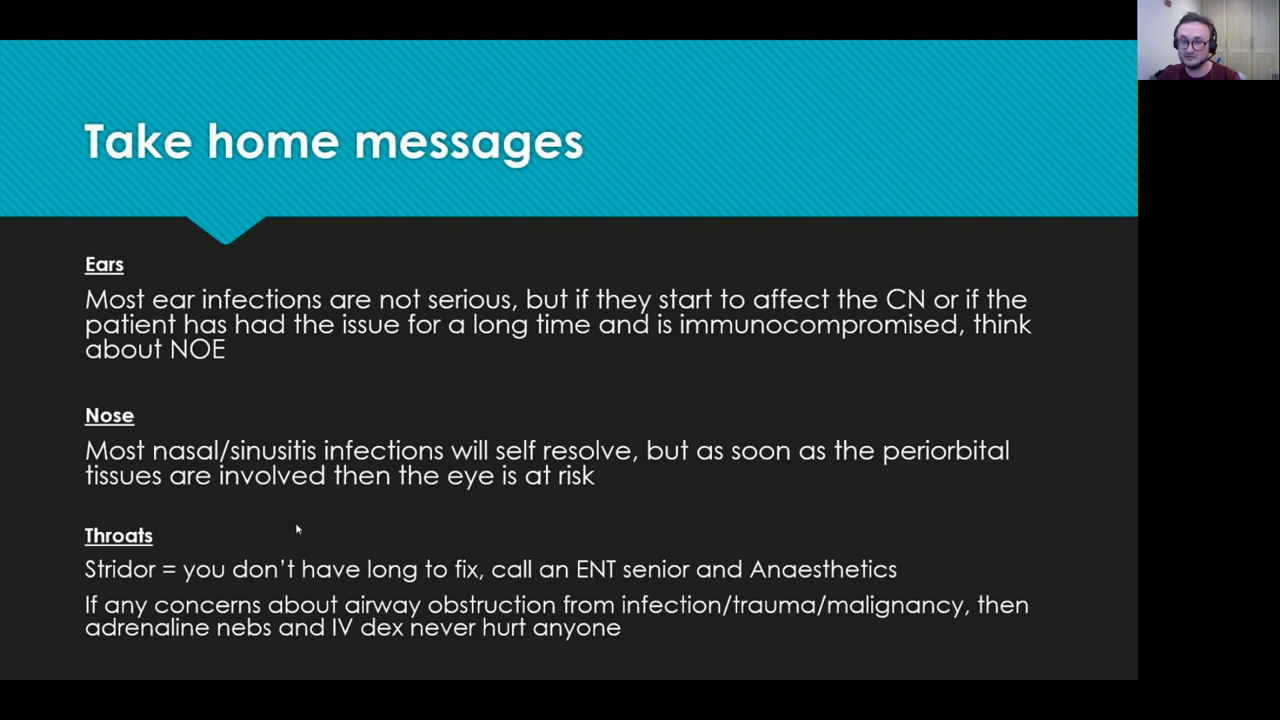 Take home messages
Ears
Most ear infections are not serious, but if they start to affect the CN or if the
patient has had the issue for a long time and is immunocompromised, think
about NOE
Nose
Most nasal/sinusitis infections will self resolve, but as soon as the periorbital
tissues are involved then the eye is at risk
Throats
Stridor = you don’t have long to fix, call an ENT senior and Anaesthetics
If any concerns about airway obstruction from infection/trauma/malignancy, then
adrenaline nebs and IV dex never hurt anyone